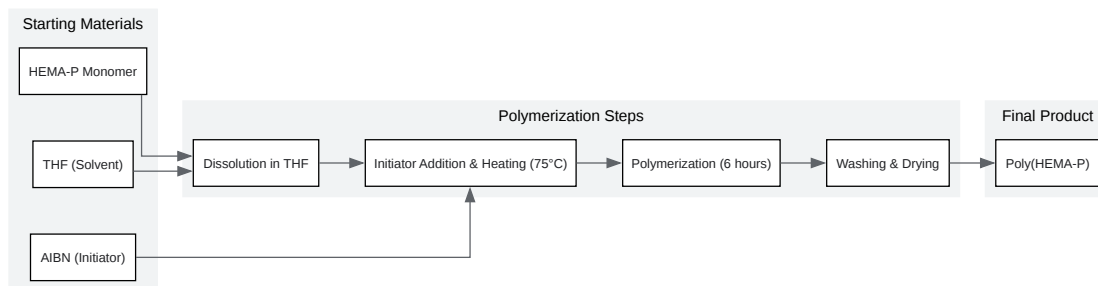 Starting Materials
HEMA-P Monomer
THF (Solvent)
AIBN (Initiator)
Polymerization Steps
Dissolution in THF
Initiator Addition & Heating (75°C)
Polymerization (6 hours)
Washing & Drying
Final Product
Poly(HEMA-P)